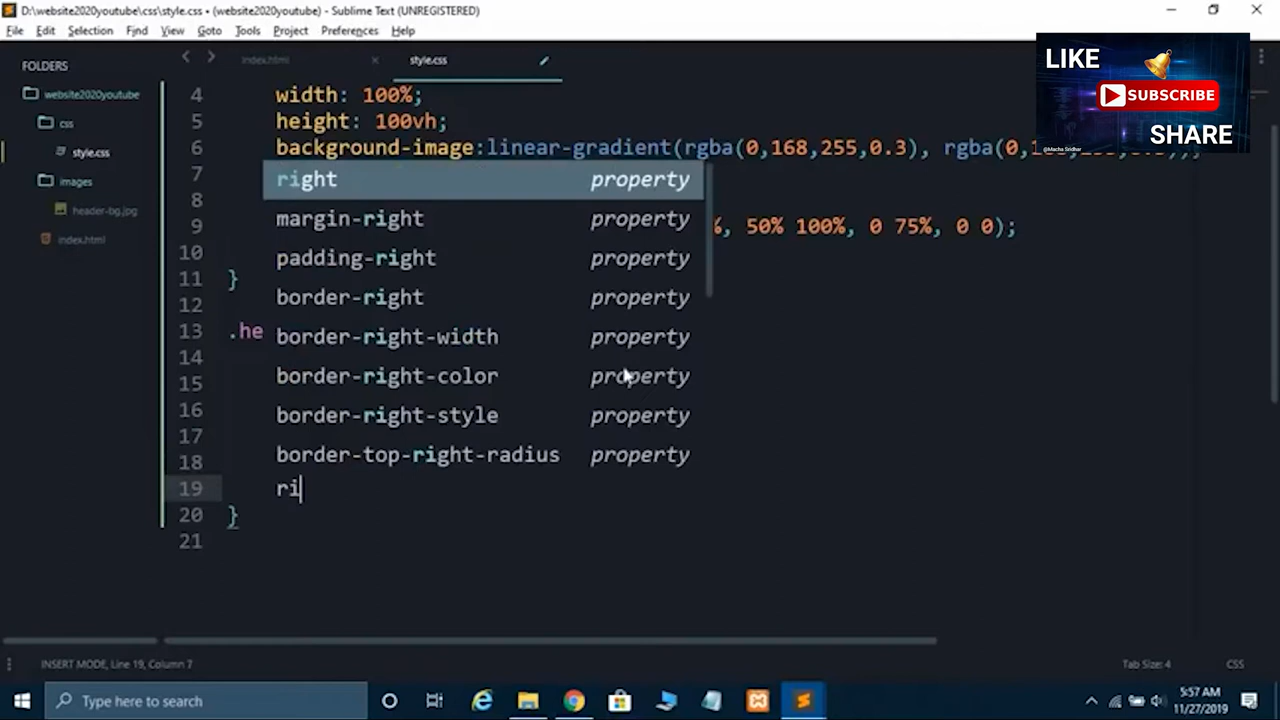 D:\website2020youtube\css\style.css • (website2020youtube) - Sublime Text (UNREGISTERED)
File Edit Selection Find View Goto Tools Project Preferences Help
FOLDERS
website2020youtube
css
style.css
images
header-bg.jpg
index.html
index.html
style.css
4 width: 100%;
5 height: 100vh;
6 background-image:linear-gradient(rgba(0,168,255,0.3), rgba(0,
7
8
9 %, 50% 100%, 0 75%, 0 0);
10
11 }
12
13 .he
14
15
16
17
18
19 ri
20 }
21
right property
margin-right property
padding-right property
border-right property
border-right-width property
border-right-color property
border-right-style property
border-top-right-radius property
LIKE
SUBSCRIBE
SHARE
@Macha Sridhar
INSERT MODE, Line 19, Column 7
Tab Size: 4
CSS
Type here to search
5:57 AM
11/27/2019